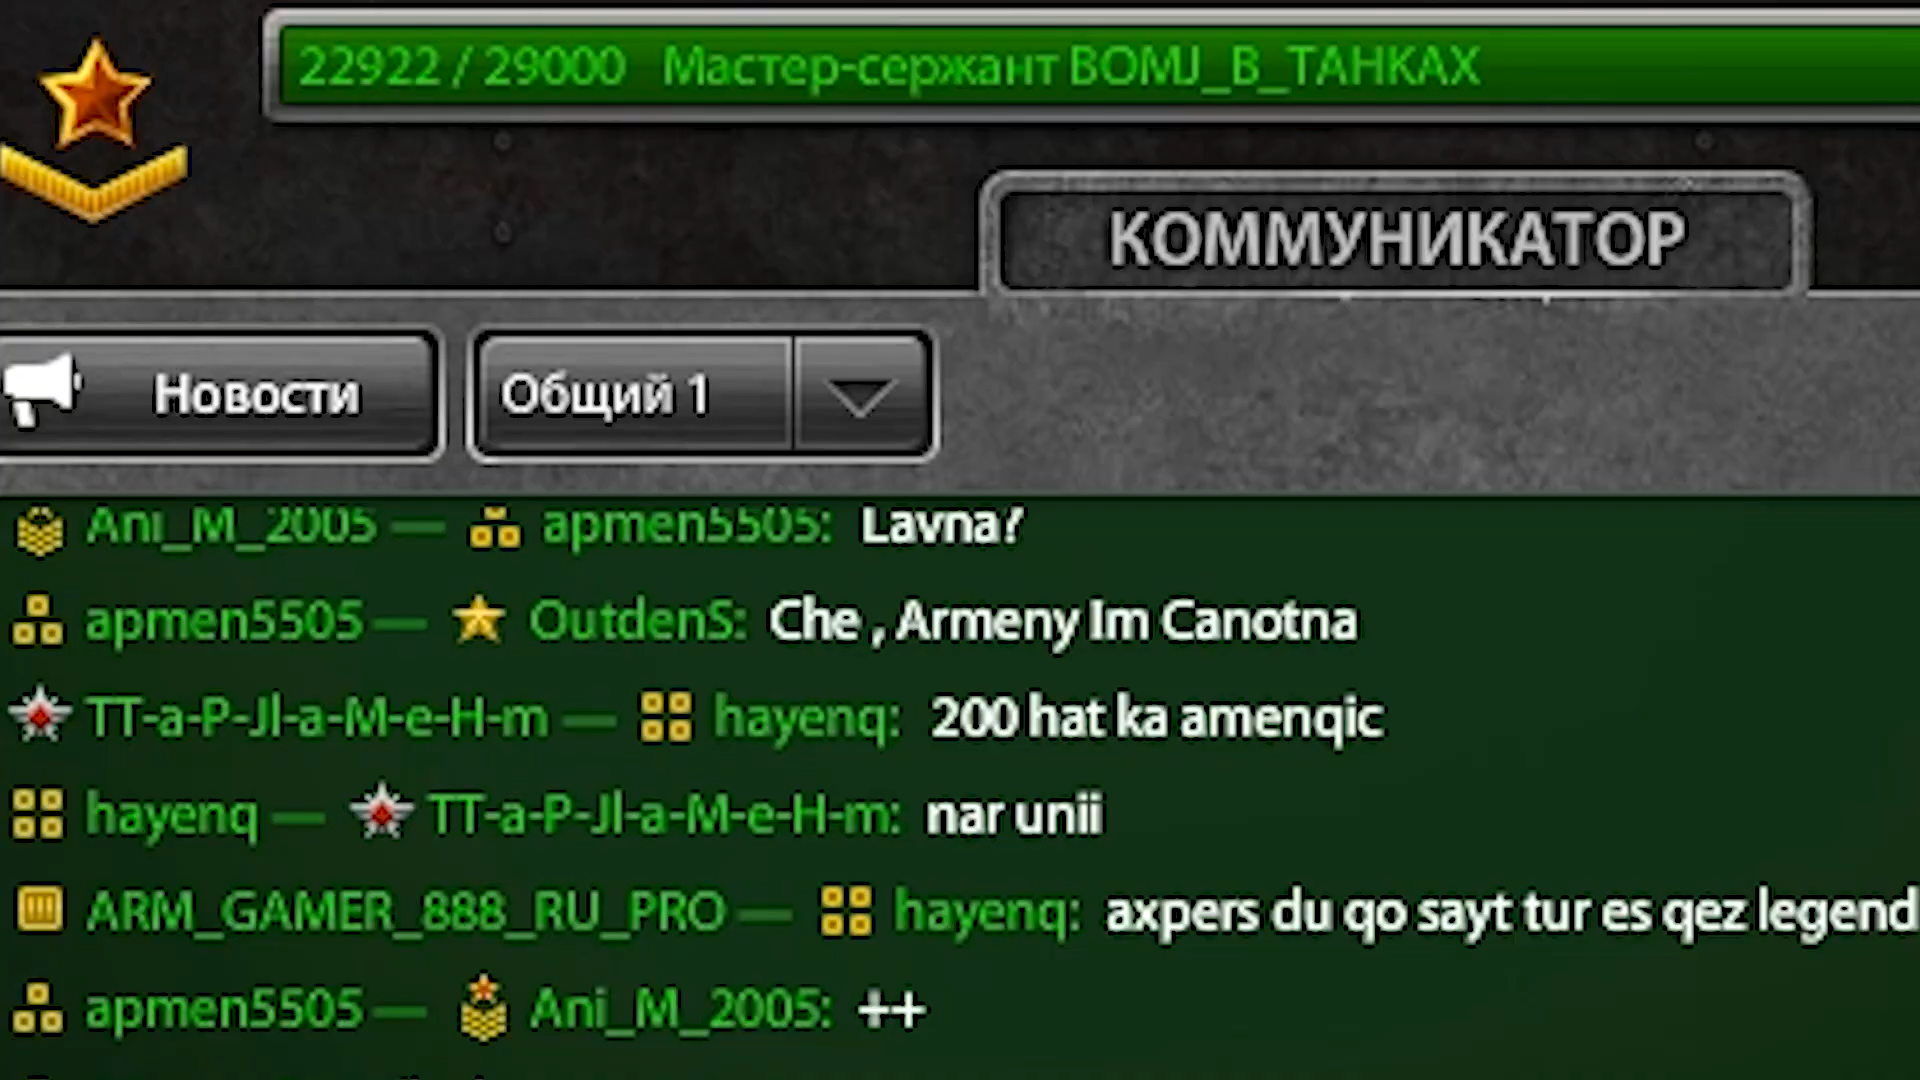 22922 / 29000 Мастер-сержант BOMJ_B_TAHKAX
КОММУНИКАТОР
Новости
Общий 1
Ani_M_2005 — apmen5505: Lavna?
apmen5505 — OutdenS: Che , Armeny Im Canotna
TT-a-P-Jl-a-M-e-H-m — hayenq: 200 hat ka amenqic
hayenq — TT-a-P-Jl-a-M-e-H-m: nar unii
ARM_GAMER_888_RU_PRO — hayenq: axpers du qo sayt tur es qez legend
apmen5505 — Ani_M_2005: ++